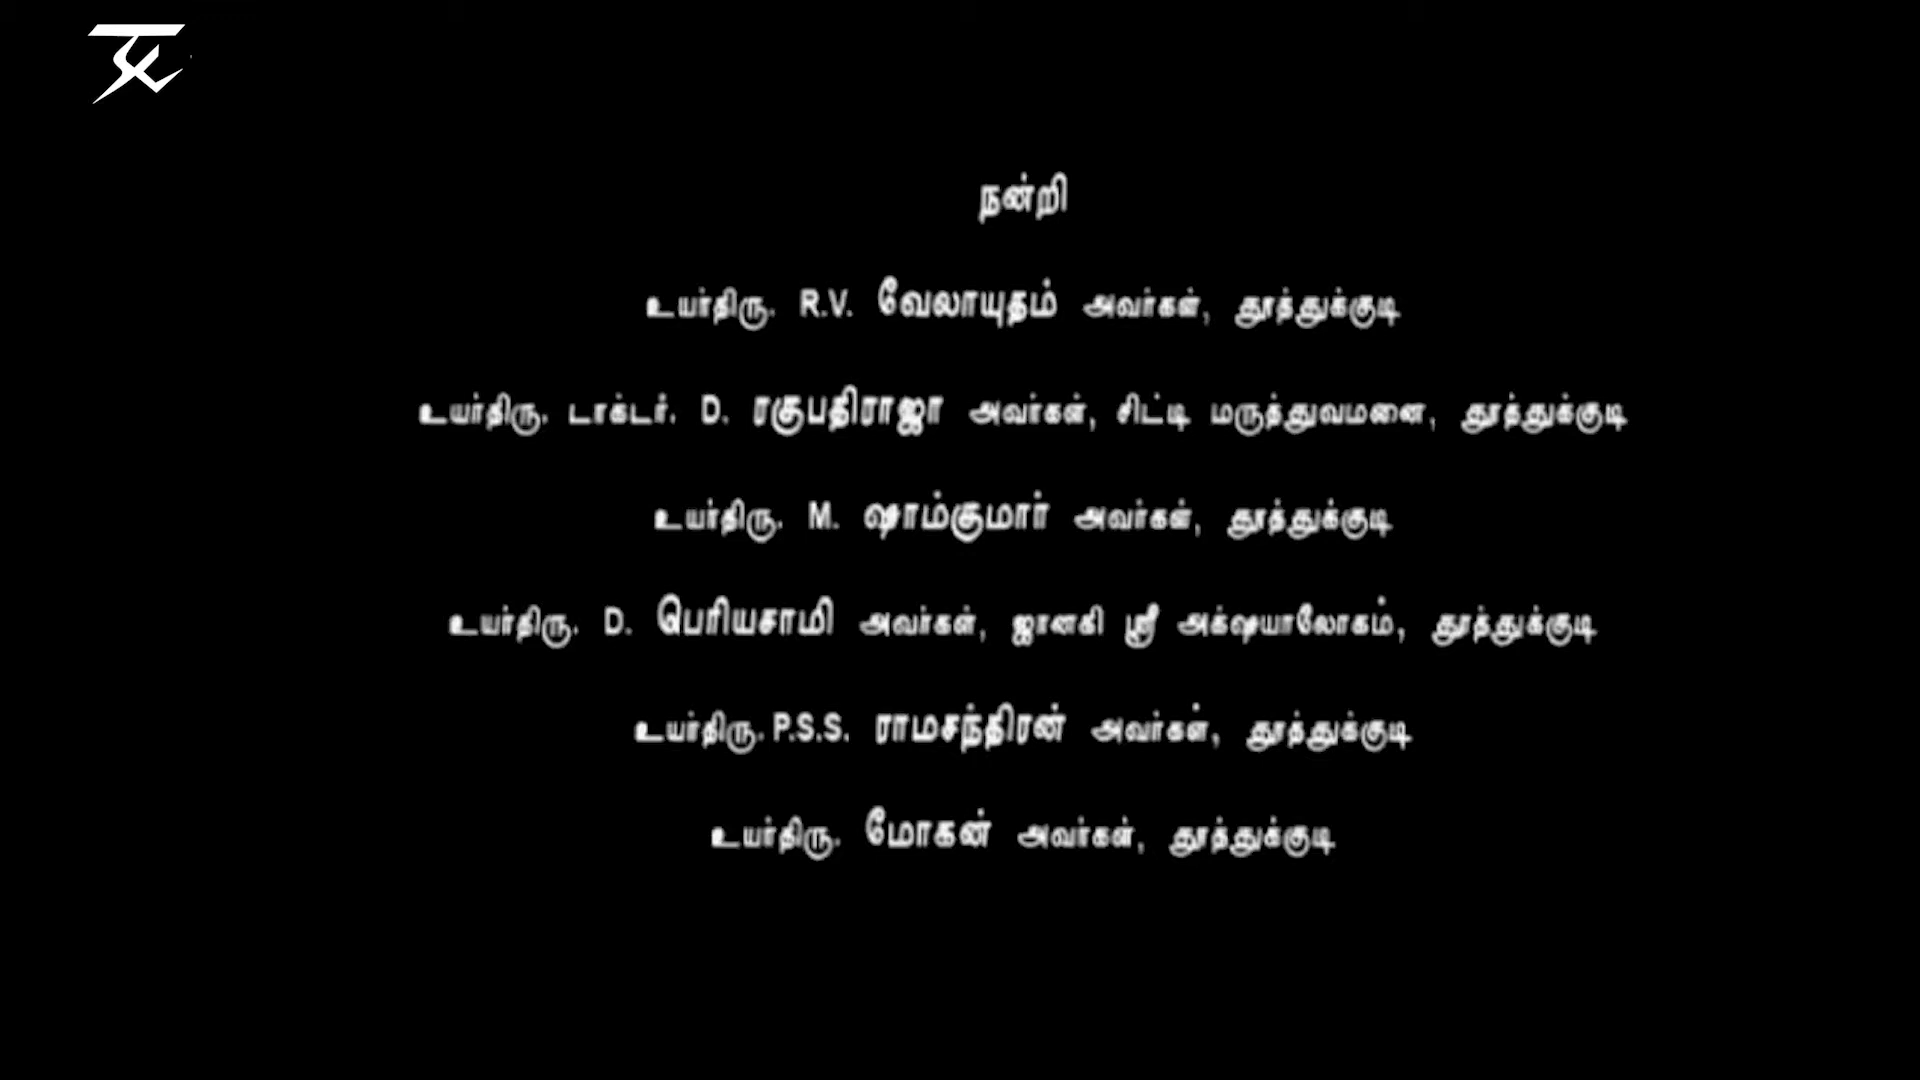 நன்றி
உயர்திரு. R.V. வேலாயுதம் அவர்கள், தூத்துக்குடி
உயர்திரு. டாக்டர். D. ரகுபதிராஜா அவர்கள், சிட்டி மருத்துவமனை, தூத்துக்குடி
உயர்திரு. M. ஷாம்குமார் அவர்கள், தூத்துக்குடி
உயர்திரு. D. பெரியசாமி அவர்கள், ஜானகி ஸ்ரீ அக்ஷயாலோகம், தூத்துக்குடி
உயர்திரு. P.S.S. ராமசந்திரன் அவர்கள், தூத்துக்குடி
உயர்திரு. மோகன் அவர்கள், தூத்துக்குடி